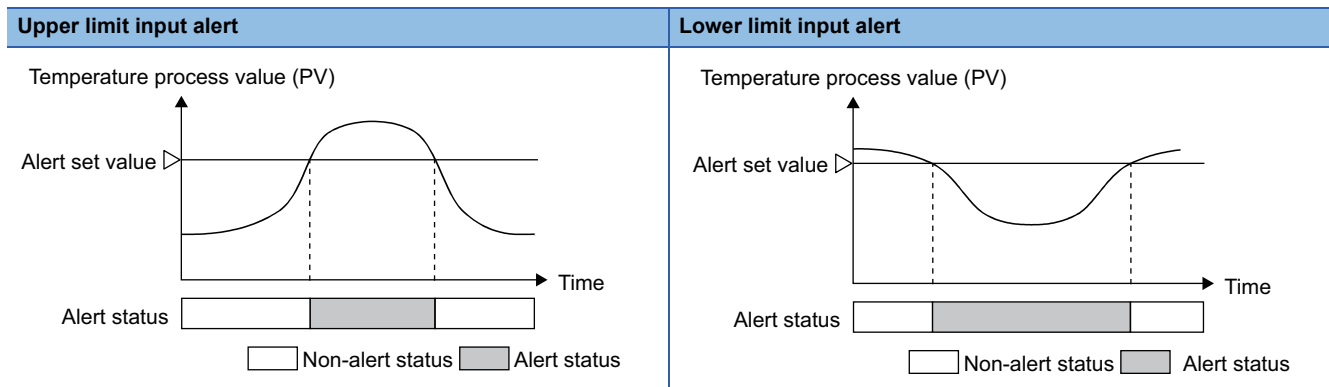 Upper limit input alert
Temperature process value (PV)
Alert set value
Time
Alert status
Non-alert status
Alert status
Lower limit input alert
Temperature process value (PV)
Alert set value
Time
Alert status
Non-alert status
Alert status